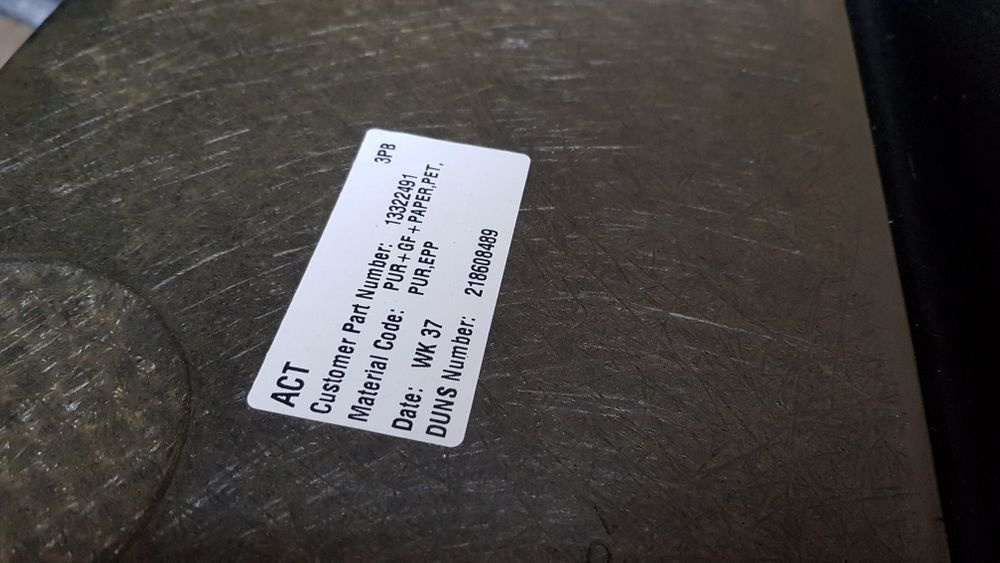 ACT
Customer Part Number: 13322491 3PB
Material Code: PUR+GF+PAPER,PET,
PUR,EPP
Date: WK 37
DUNS Number: 218608489